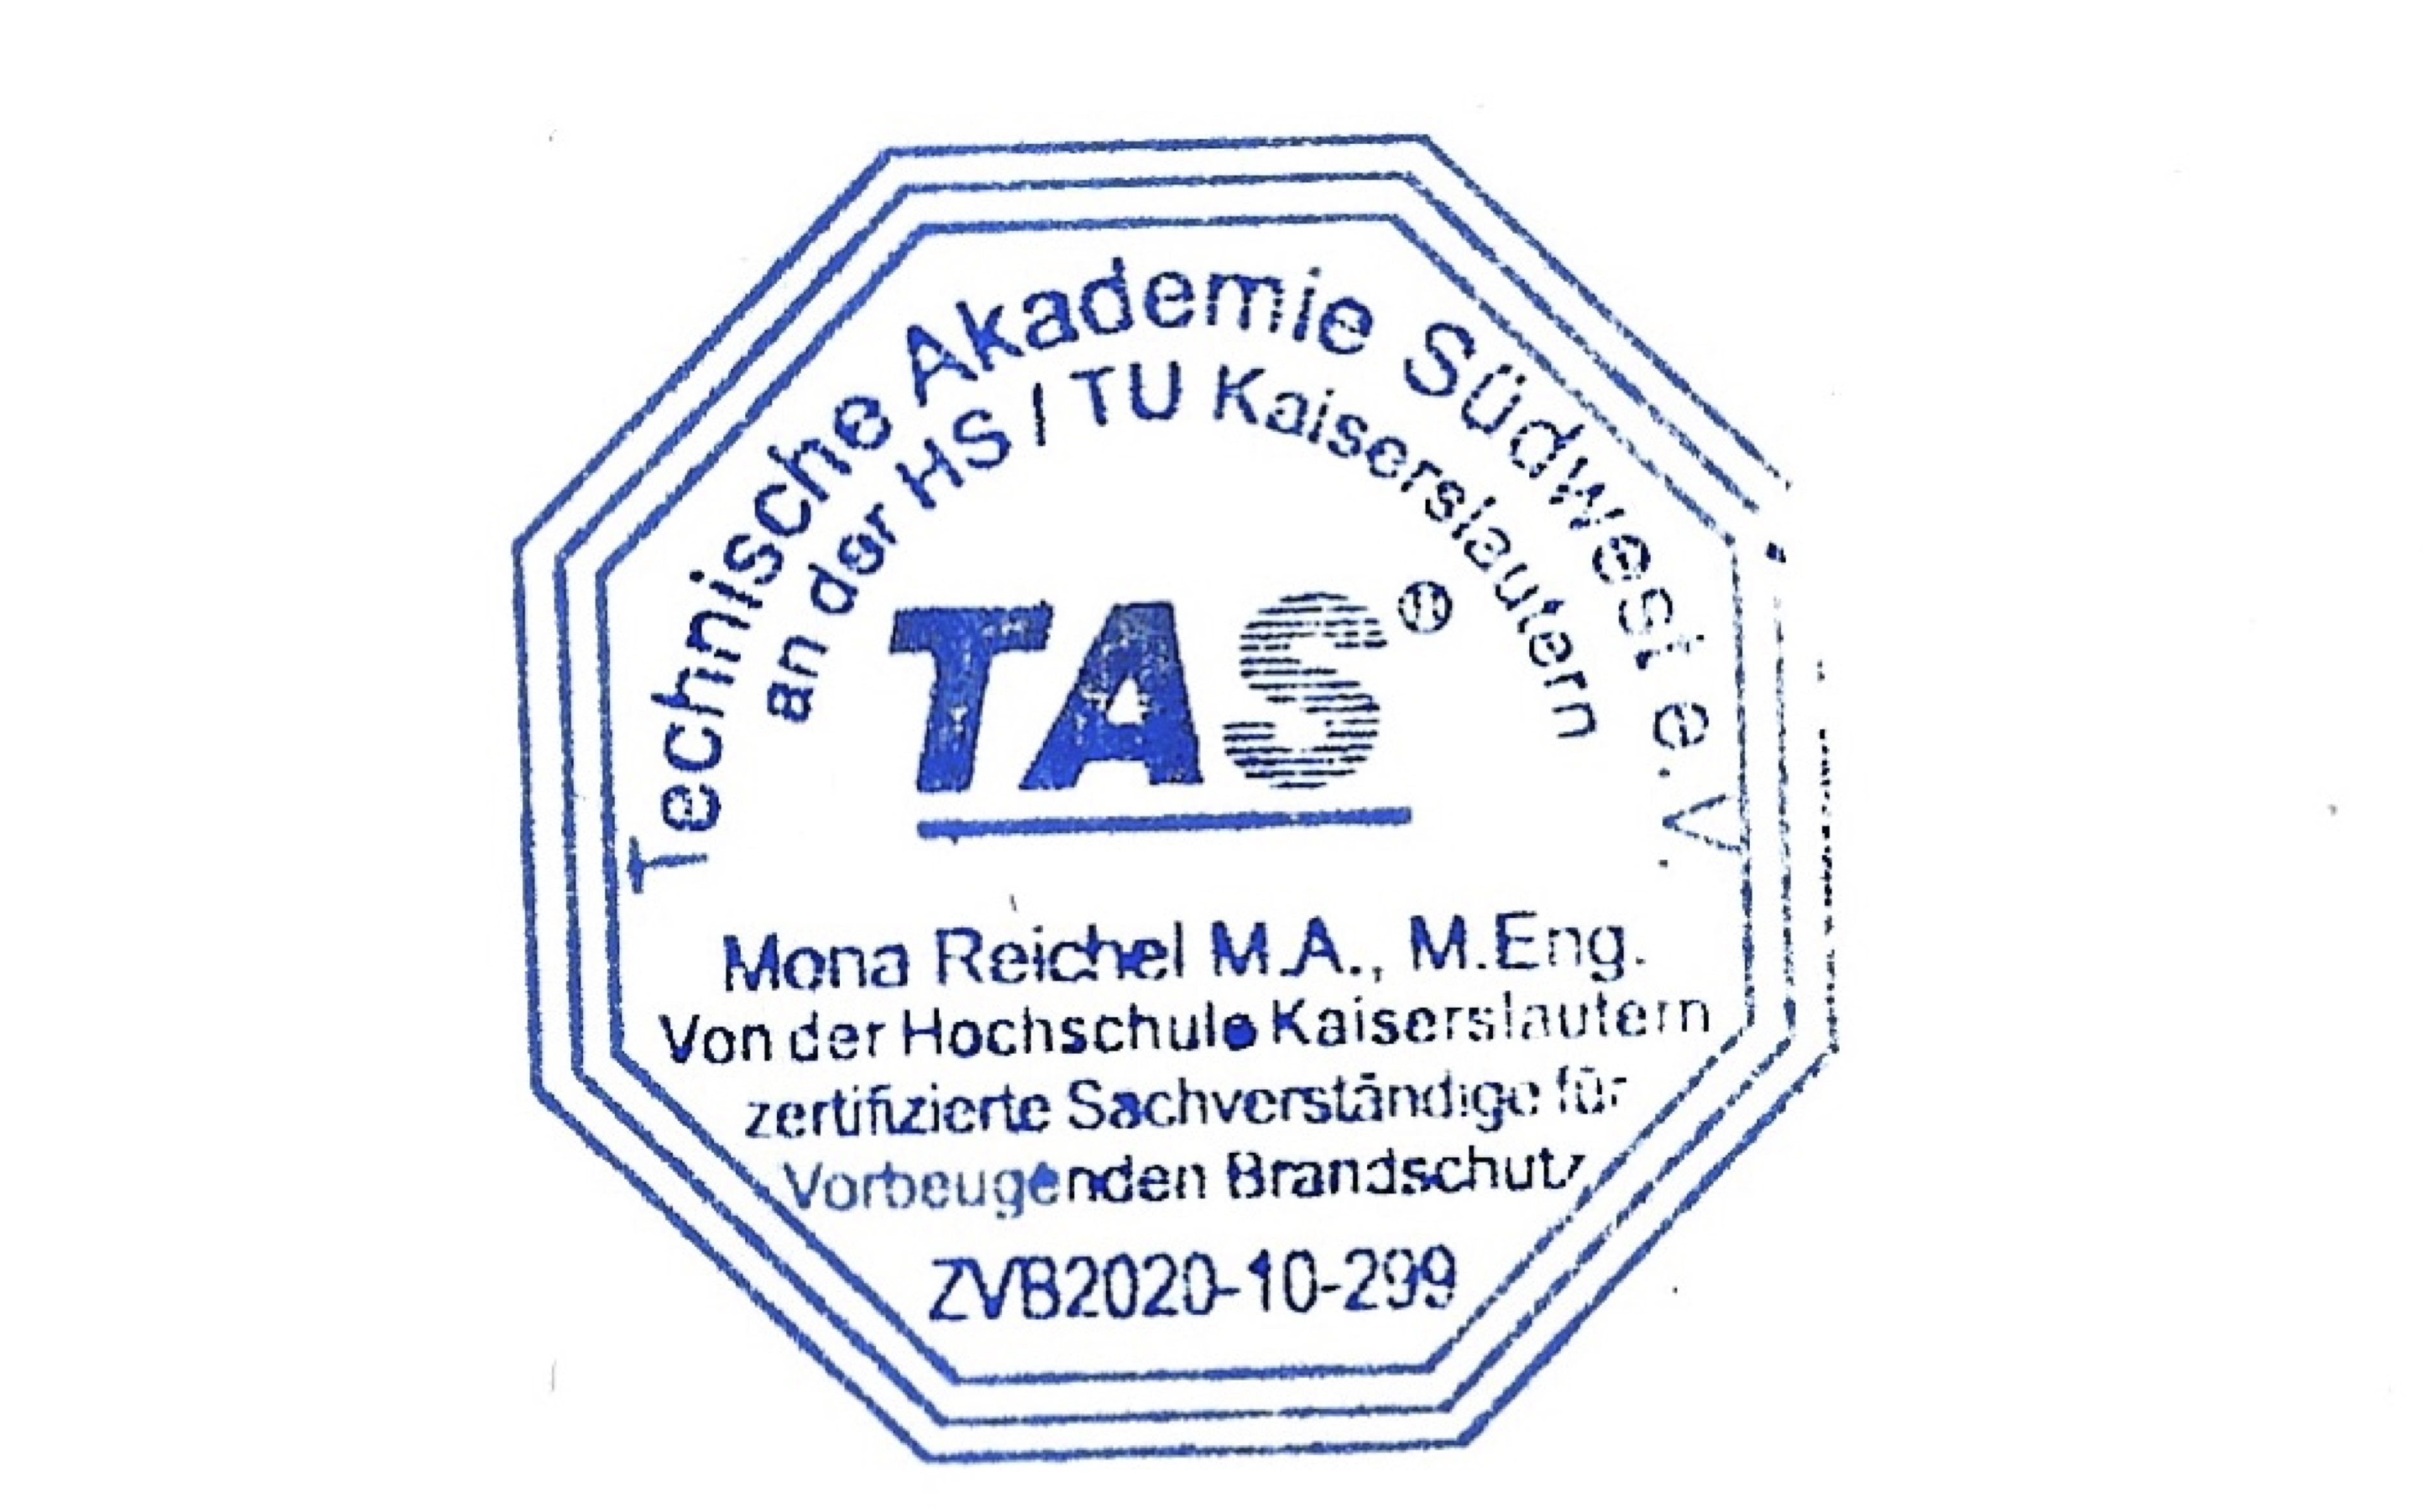 Technische Akademie Südwest e.V.
an der HS / TU Kaiserslautern
TAS®
Mona Reichel M.A., M.Eng.
Von der Hochschule Kaiserslautern
zertifizierte Sachverständige für
Vorbeugenden Brandschutz
ZVB2020-10-299